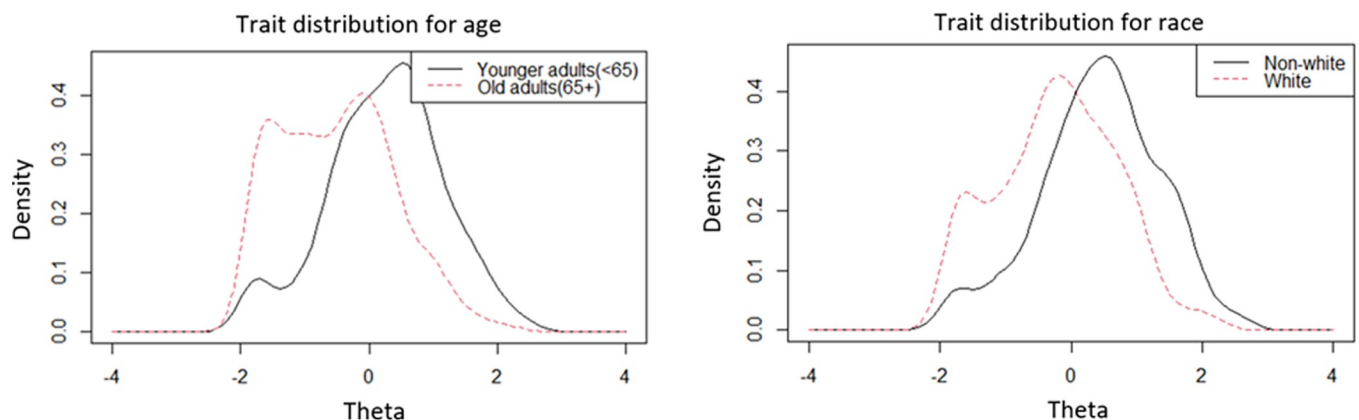 Trait distribution for age
Younger adults(<65)
Old adults(65+)
Density
0.0
0.1
0.2
0.3
0.4
-4
-2
0
2
4
Theta
Trait distribution for race
Non-white
White
Density
0.0
0.1
0.2
0.3
0.4
-4
-2
0
2
4
Theta